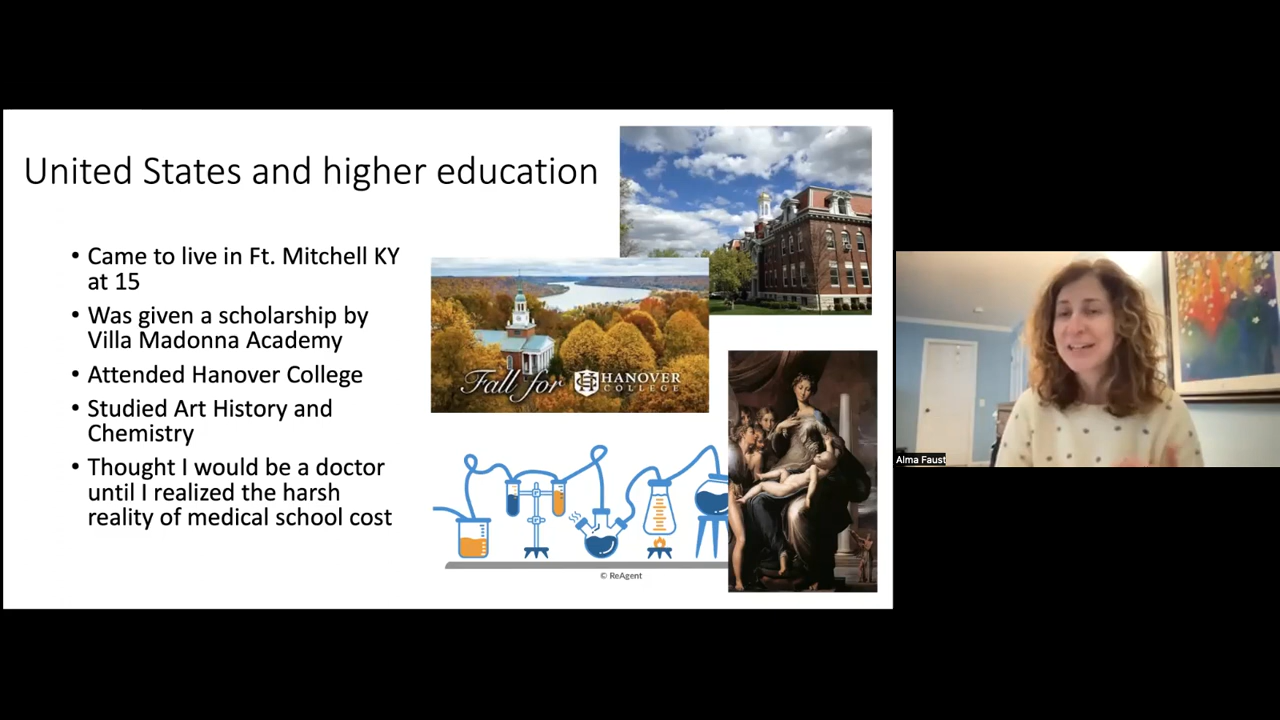 United States and higher education
• Came to live in Ft. Mitchell KY
at 15
• Was given a scholarship by
Villa Madonna Academy
• Attended Hanover College
• Studied Art History and
Chemistry
• Thought I would be a doctor
until I realized the harsh
reality of medical school cost
Fall for HANOVER
COLLEGE
© ReAgent
Alma Faust